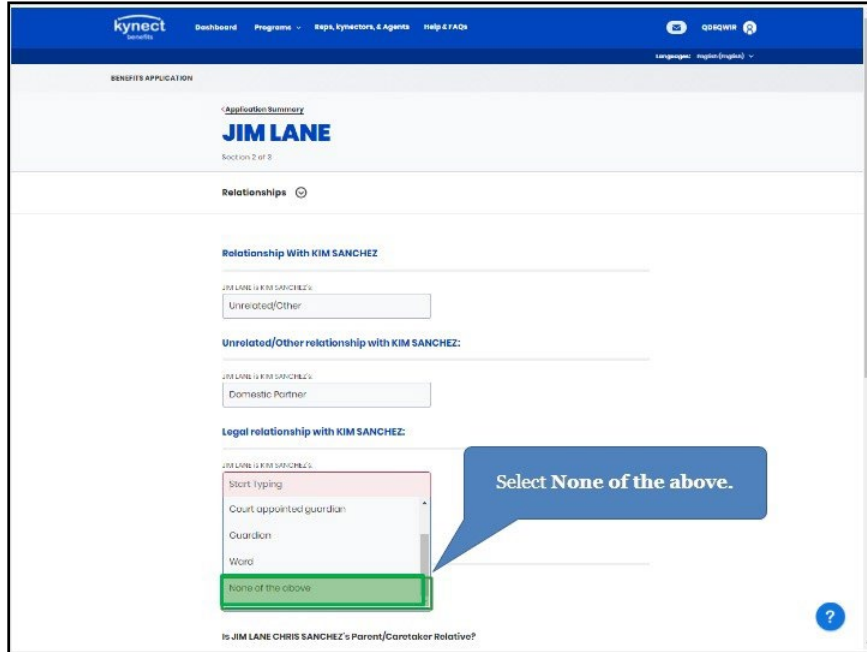 kynect
benefits
Dashboard Programs Reps, kynectors, & Agents Help & FAQs
QDEQWIR
Languages: English (English)
BENEFITS APPLICATION
Application Summary
JIM LANE
Section 2 of 3
Relationships
Relationship With KIM SANCHEZ
JIM LANE is KIM SANCHEZ's
Unrelated/Other
Unrelated/Other relationship with KIM SANCHEZ:
JIM LANE is KIM SANCHEZ's
Domestic Partner
Legal relationship with KIM SANCHEZ:
JIM LANE is KIM SANCHEZ's
Start Typing
Select None of the above.
Court appointed guardian
Guardian
Ward
None of the above
?
Is JIM LANE CHRIS SANCHEZ's Parent/Caretaker Relative?